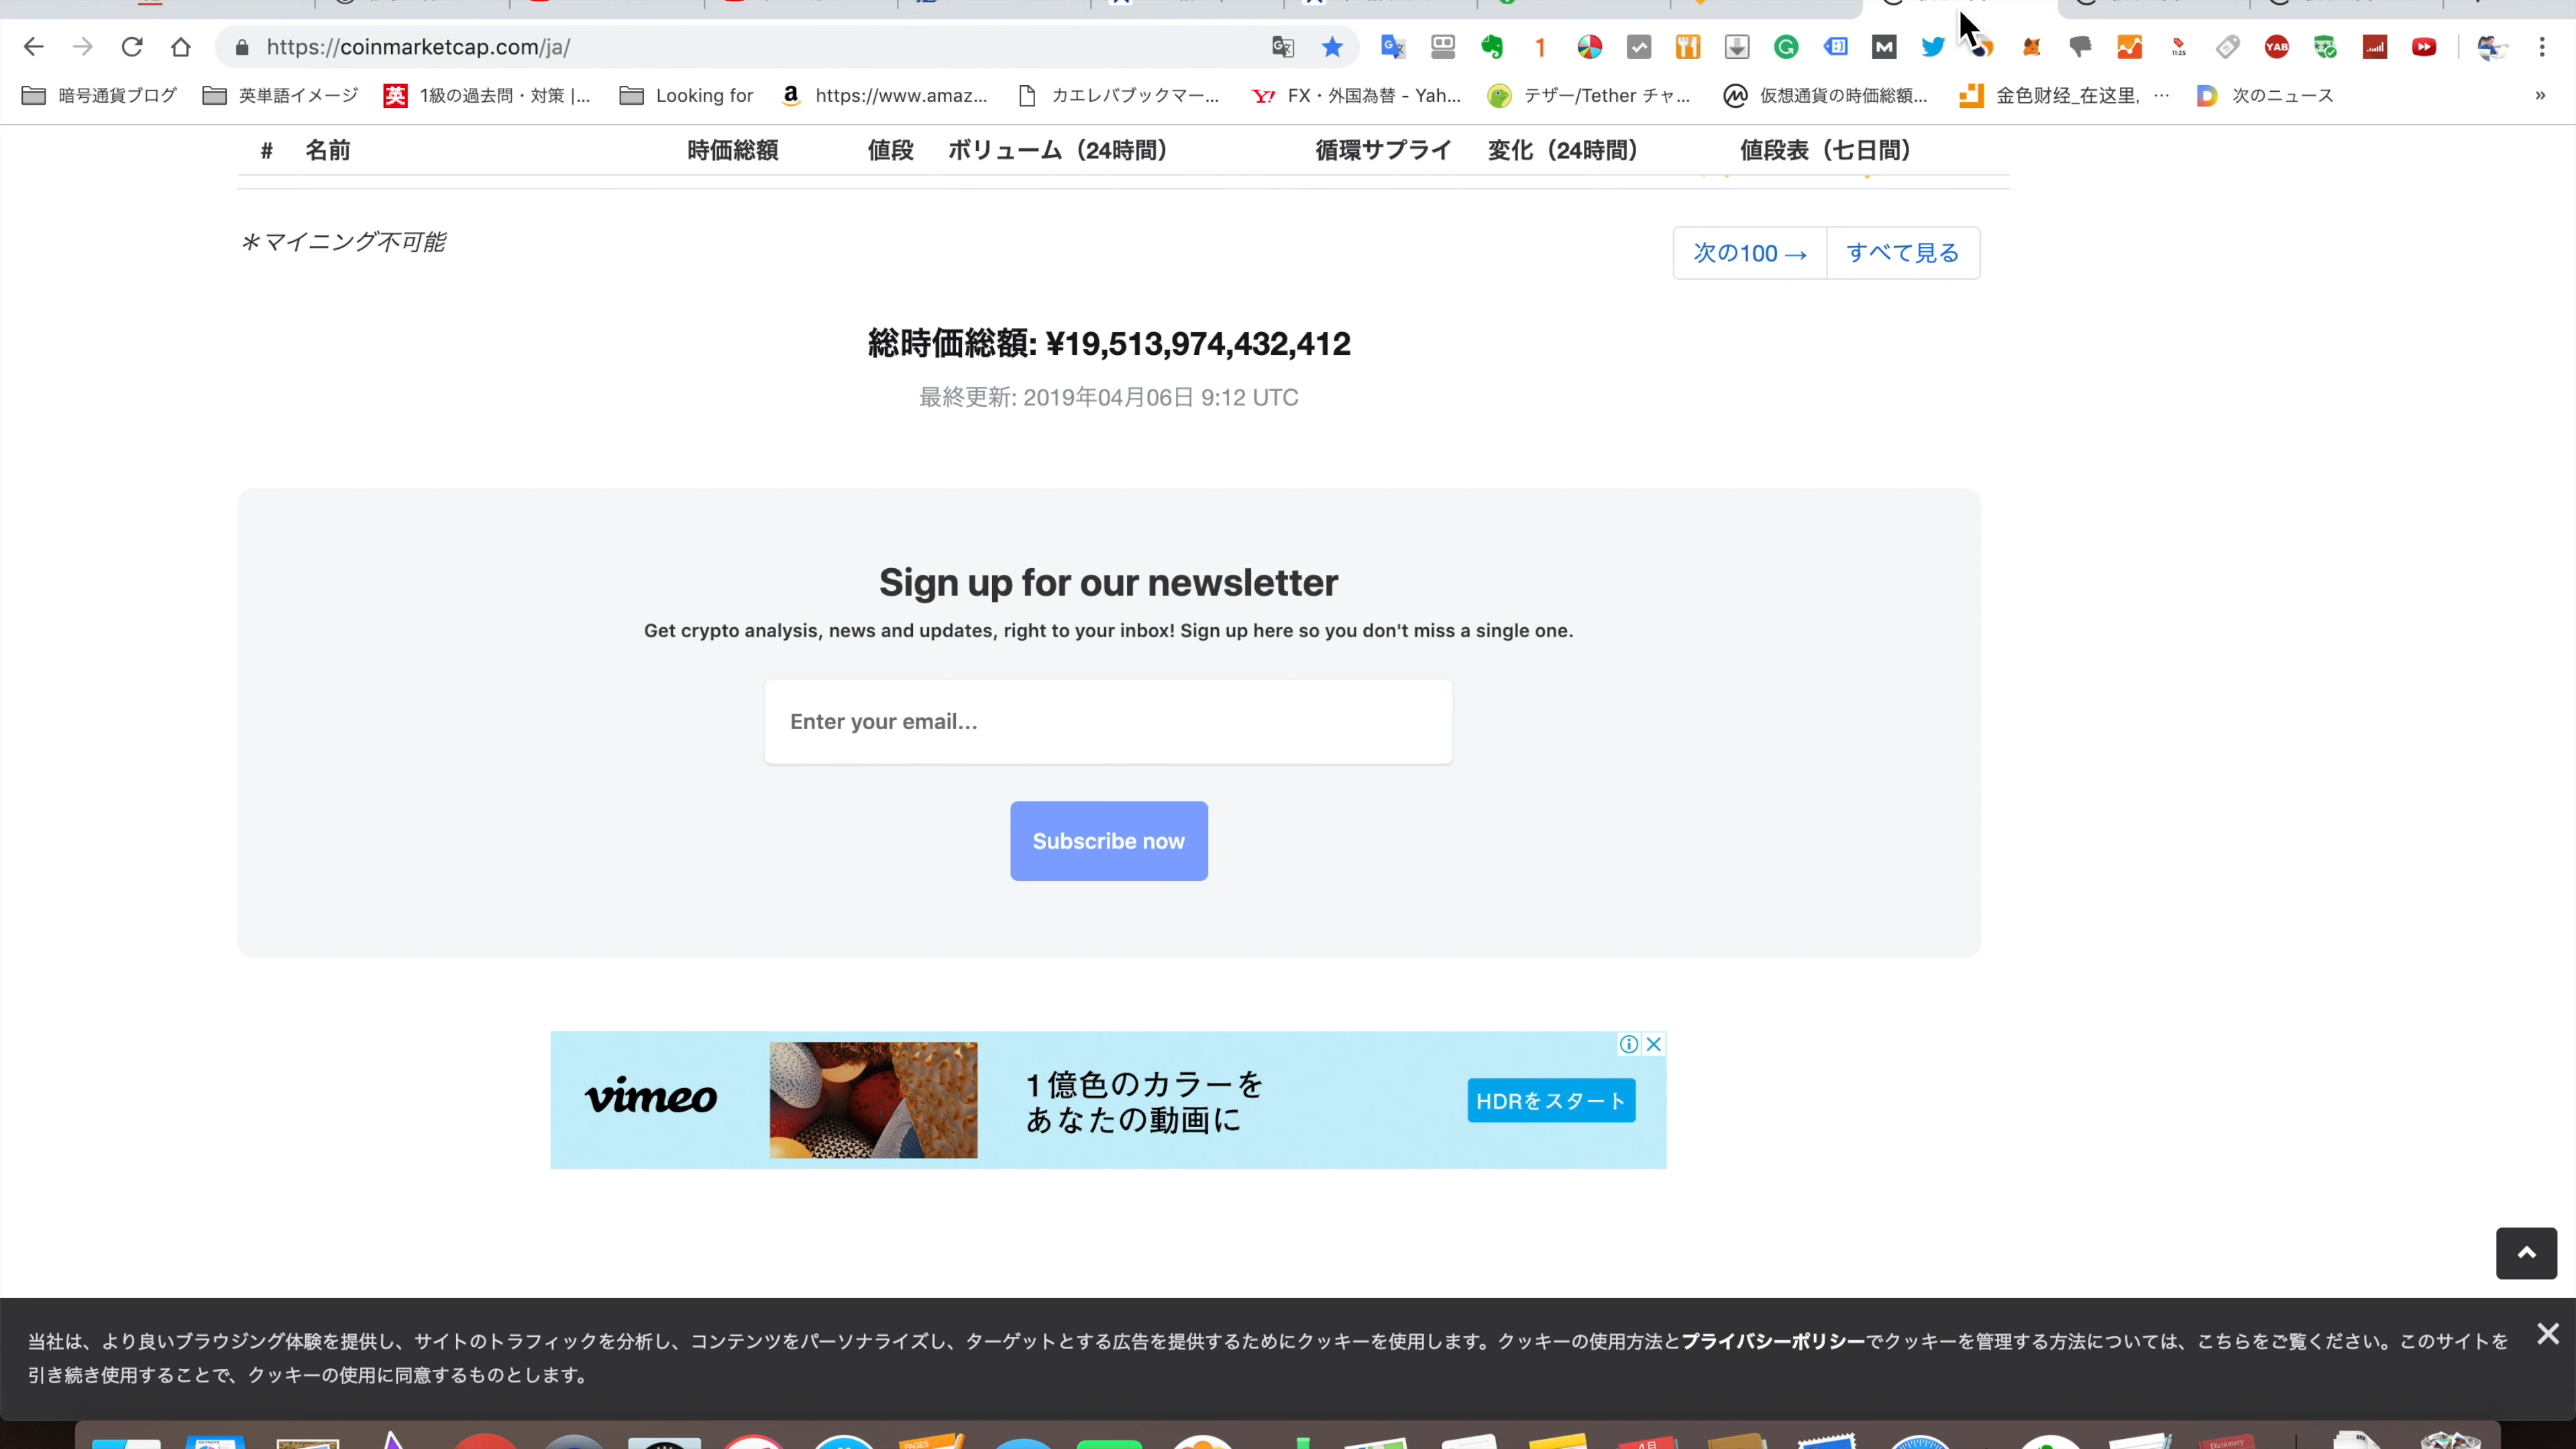 https://coinmarketcap.com/ja/
1
11:25
YAB
暗号通貨ブログ
英単語イメージ
英 1級の過去問・対策 |...
Looking for
https://www.amaz...
カエレバブックマー...
Y! FX・外国為替 - Yah...
テザー/Tether チャ...
仮想通貨の時価総額...
金色财经_在这里, ...
次のニュース
»
# 名前 時価総額 値段 ボリューム（24時間） 循環サプライ 変化（24時間） 値段表（七日間）
＊マイニング不可能
次の100 →
すべて見る
総時価総額: ¥19,513,974,432,412
最終更新: 2019年04月06日 9:12 UTC
Sign up for our newsletter
Get crypto analysis, news and updates, right to your inbox! Sign up here so you don't miss a single one.
Enter your email...
Subscribe now
vimeo
1億色のカラーを
あなたの動画に
HDRをスタート
当社は、より良いブラウジング体験を提供し、サイトのトラフィックを分析し、コンテンツをパーソナライズし、ターゲットとする広告を提供するためにクッキーを使用します。クッキーの使用方法とプライバシーポリシーでクッキーを管理する方法については、こちらをご覧ください。このサイトを
引き続き使用することで、クッキーの使用に同意するものとします。
PAGES
4月
Dictionary